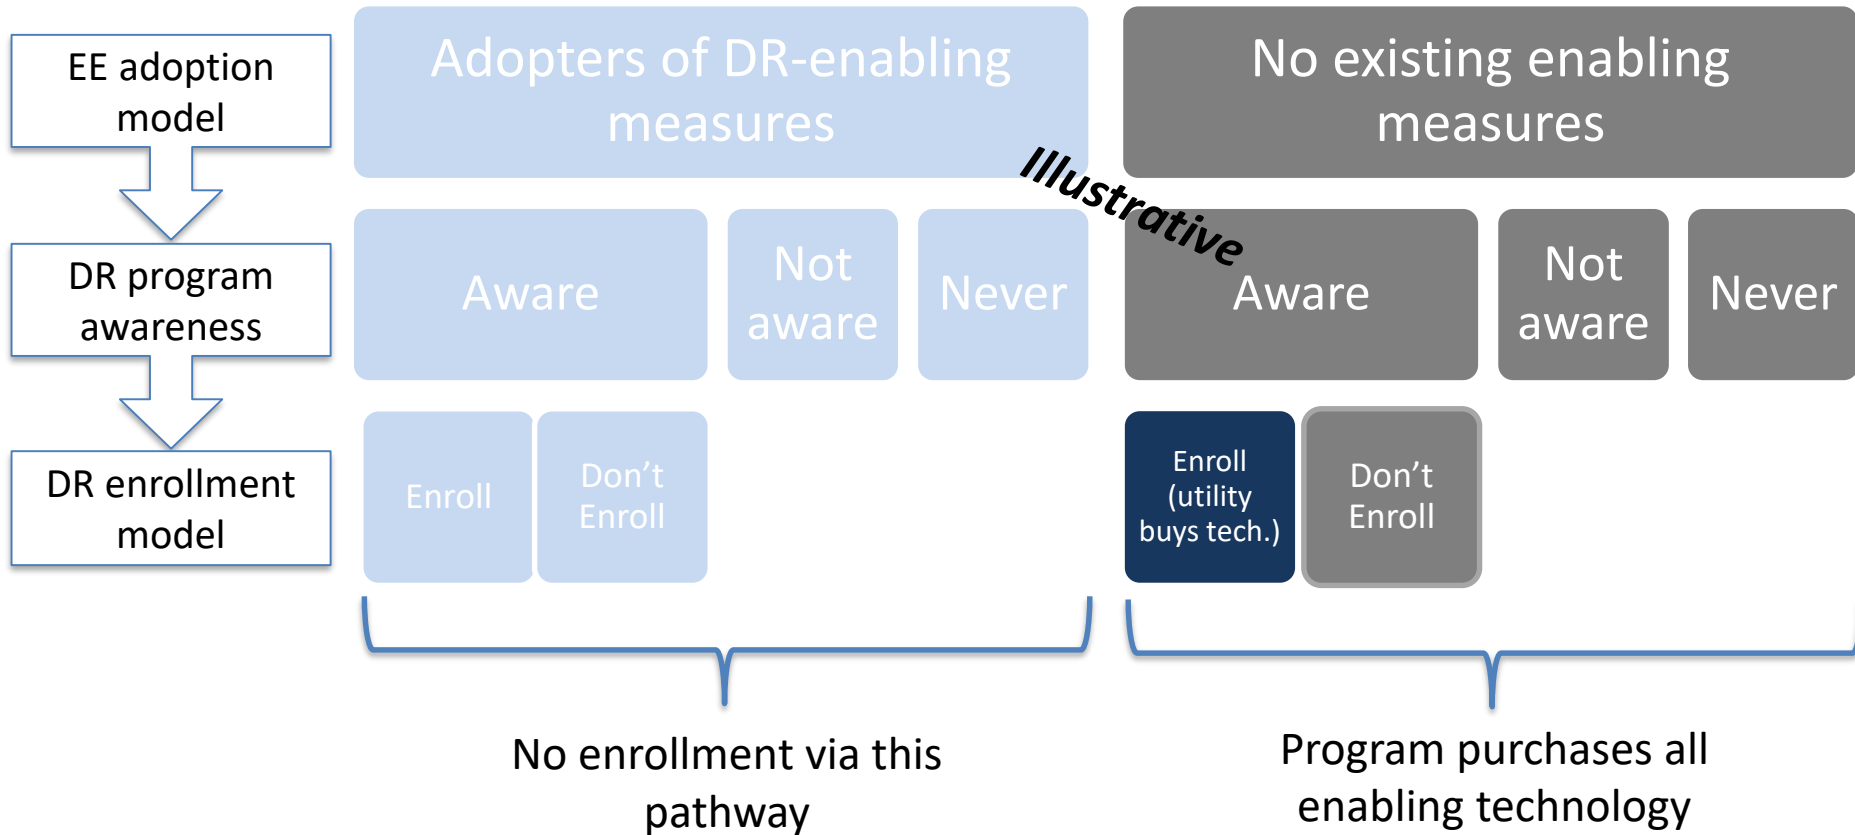 EE adoption
model
Adopters of DR-enabling
measures
No existing enabling
measures
Illustrative
DR program
awareness
Aware
Not
aware
Never
Aware
Not
aware
Never
DR enrollment
model
Enroll
Don’t
Enroll
Enroll
(utility
buys tech.)
Don’t
Enroll
No enrollment via this
pathway
Program purchases all
enabling technology